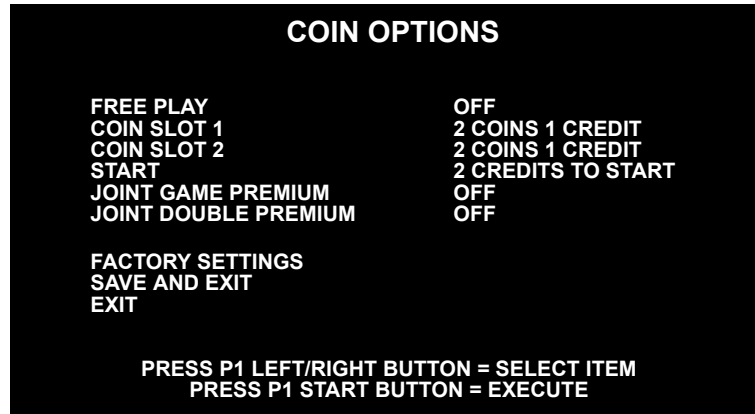 COIN OPTIONS
FREE PLAY OFF
COIN SLOT 1 2 COINS 1 CREDIT
COIN SLOT 2 2 COINS 1 CREDIT
START 2 CREDITS TO START
JOINT GAME PREMIUM OFF
JOINT DOUBLE PREMIUM OFF
FACTORY SETTINGS
SAVE AND EXIT
EXIT
PRESS P1 LEFT/RIGHT BUTTON = SELECT ITEM
PRESS P1 START BUTTON = EXECUTE